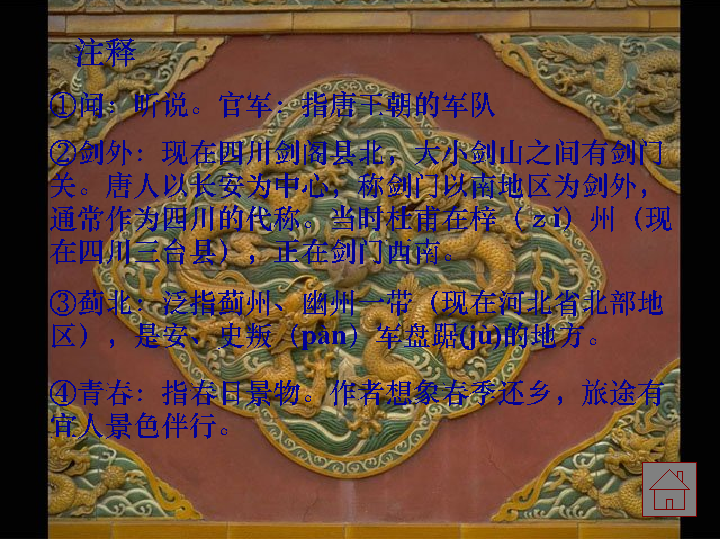 注释
①闻：听说。官军：指唐王朝的军队
②剑外：现在四川剑阁县北，大小剑山之间有剑门
关。唐人以长安为中心，称剑门以南地区为剑外，
通常作为四川的代称。当时杜甫在梓（zǐ）州（现
在四川三台县），正在剑门西南。
③蓟北：泛指蓟州、幽州一带（现在河北省北部地
区），是安、史叛（pàn）军盘踞(jù)的地方。
④青春：指春日景物。作者想象春季还乡，旅途有
宜人景色伴行。